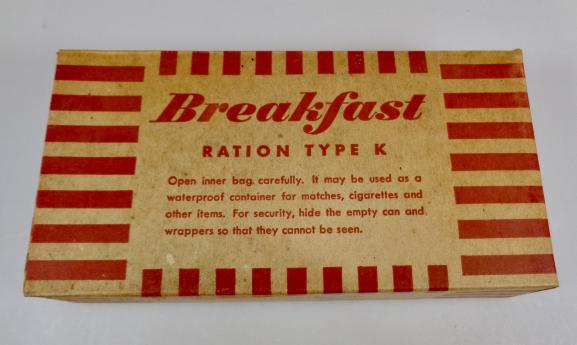 Breakfast
RATION TYPE K
Open inner bag carefully. It may be used as a
waterproof container for matches, cigarettes and
other items. For security, hide the empty can and
wrappers so that they cannot be seen.